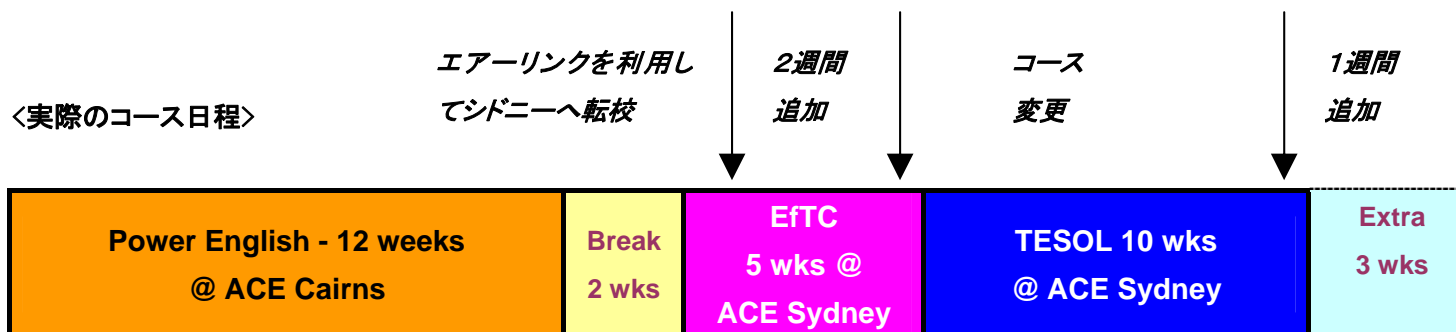 エアーリンクを利用し
てシドニーへ転校
2週間
追加
コース
変更
1週間
追加
<実際のコース日程>
Power English - 12 weeks
@ ACE Cairns
Break
2 wks
EfTC
5 wks @
ACE Sydney
TESOL 10 wks
@ ACE Sydney
Extra
3 wks